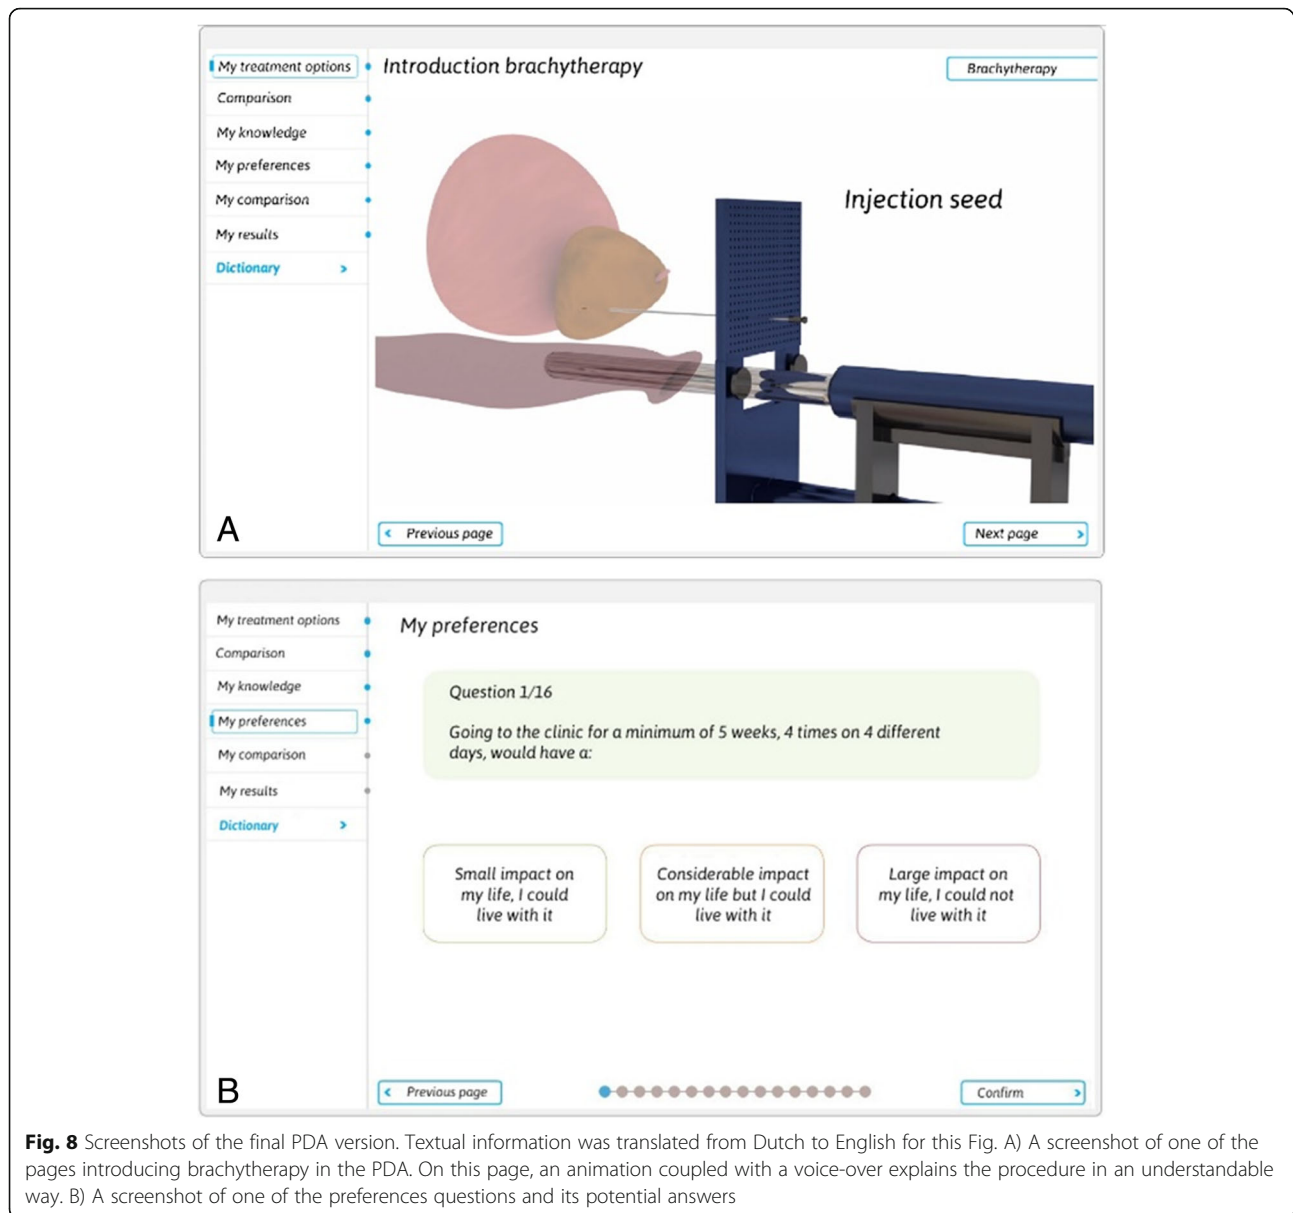 My treatment options
Comparison
My knowledge
My preferences
My comparison
My results
Dictionary >
Introduction brachytherapy
Brachytherapy
Injection seed
A
< Previous page
Next page >
My treatment options
Comparison
My knowledge
My preferences
My comparison
My results
Dictionary >
My preferences
Question 1/16
Going to the clinic for a minimum of 5 weeks, 4 times on 4 different
days, would have a:
Small impact on
my life, I could
live with it
Considerable impact
on my life but I could
live with it
Large impact on
my life, I could not
live with it
B
< Previous page
Confirm >
Fig. 8 Screenshots of the final PDA version. Textual information was translated from Dutch to English for this Fig. A) A screenshot of one of the
pages introducing brachytherapy in the PDA. On this page, an animation coupled with a voice-over explains the procedure in an understandable
way. B) A screenshot of one of the preferences questions and its potential answers